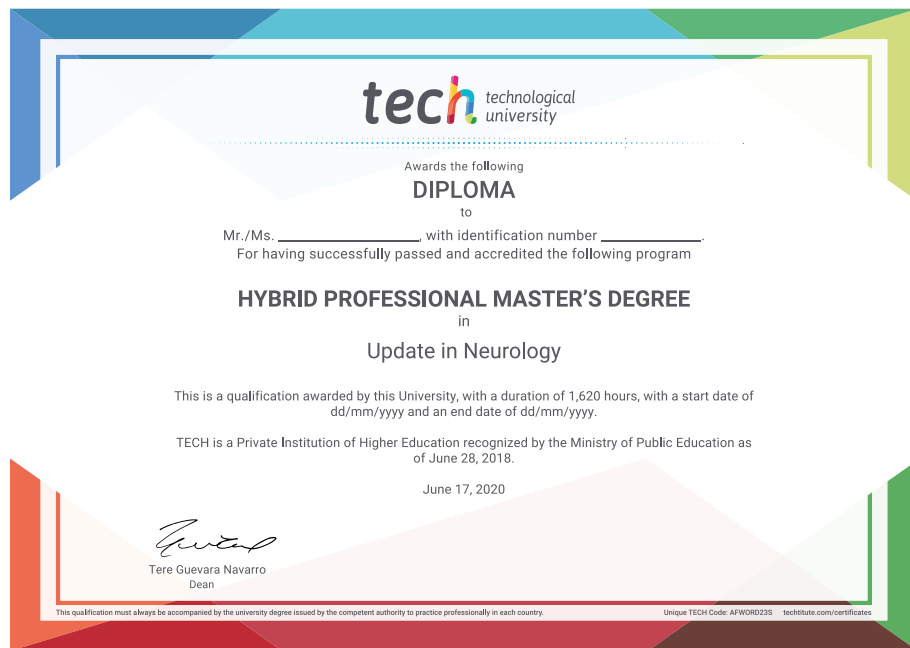 tech technological
university
Awards the following
DIPLOMA
to
Mr./Ms. ____________________, with identification number ______________.
For having successfully passed and accredited the following program
HYBRID PROFESSIONAL MASTER’S DEGREE
in
Update in Neurology
This is a qualification awarded by this University, with a duration of 1,620 hours, with a start date of
dd/mm/yyyy and an end date of dd/mm/yyyy.
TECH is a Private Institution of Higher Education recognized by the Ministry of Public Education as
of June 28, 2018.
June 17, 2020
Tere Guevara Navarro
Dean
This qualification must always be accompanied by the university degree issued by the competent authority to practice professionally in each country.
Unique TECH Code: AFWORD23S techtitute.com/certificates